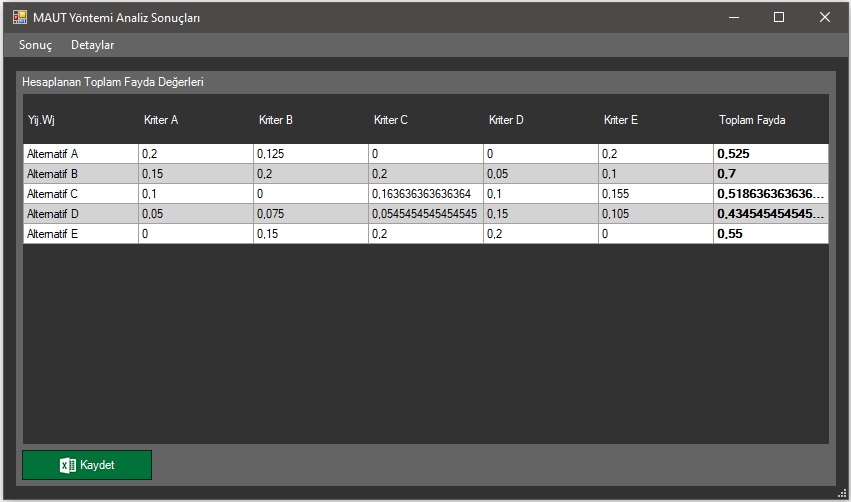 MAUT Yöntemi Analiz Sonuçları
Sonuç Detaylar
Hesaplanan Toplam Fayda Değerleri
Yij.Wj Kriter A Kriter B Kriter C Kriter D Kriter E Toplam Fayda
Alternatif A 0,2 0,125 0 0 0,2 0,525
Alternatif B 0,15 0,2 0,2 0,05 0,1 0,7
Alternatif C 0,1 0 0,163636363636364 0,1 0,155 0,518636363636...
Alternatif D 0,05 0,075 0,0545454545454545 0,15 0,105 0,434545454545...
Alternatif E 0 0,15 0,2 0,2 0 0,55
Kaydet